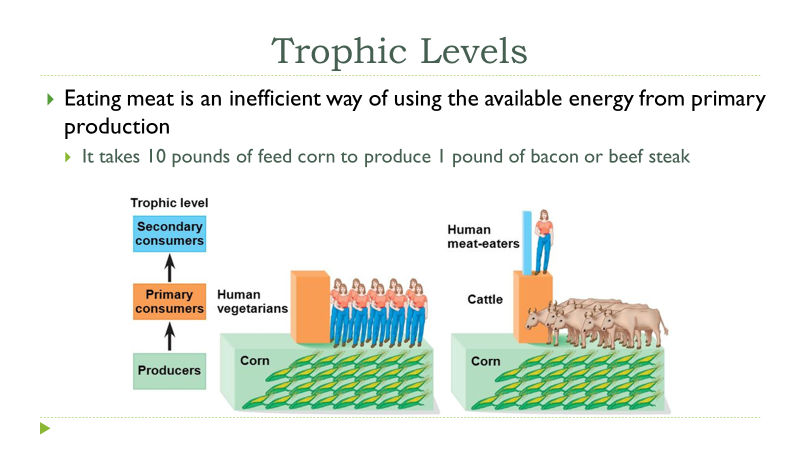 Trophic Levels
Eating meat is an inefficient way of using the available energy from primary
production
It takes 10 pounds of feed corn to produce 1 pound of bacon or beef steak
Trophic level
Secondary
consumers
Primary
consumers
Producers
Human
vegetarians
Corn
Human
meat-eaters
Cattle
Corn